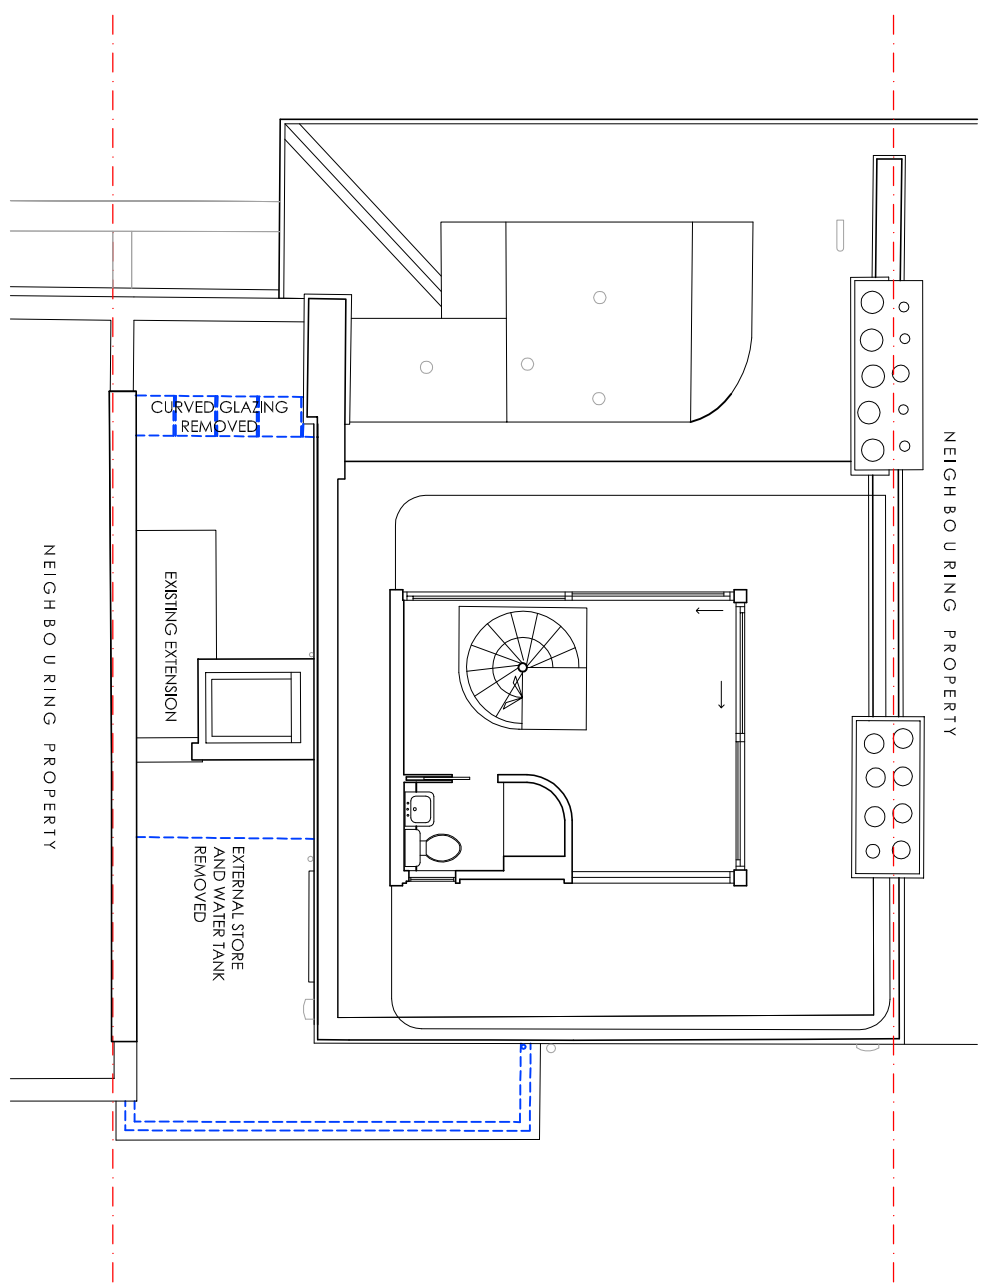 CURVED GLAZING
REMOVED
NEIGHBOURING PROPERTY
NEIGHBOURING PROPERTY
EXISTING EXTENSION
EXTERNAL STORE
AND WATER TANK
REMOVED